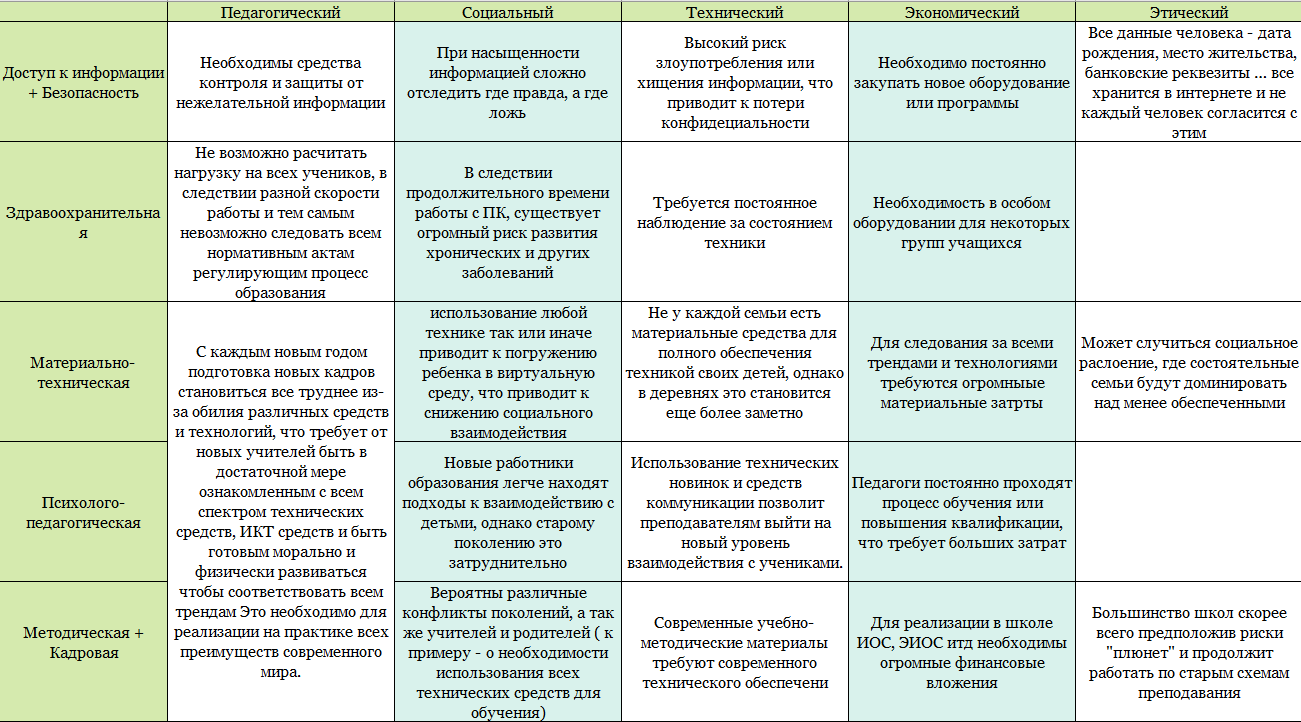 Педагогический
Социальный
Технический
Экономический
Этический
Доступ к информации
+ Безопасность
Необходимы средства
контроля и защиты от
нежелательной информации
При насыщенности
информацией сложно
отследить где правда, а где
ложь
Высокий риск
злоупотребления или
хищения информации, что
приводит к потери
конфидециальности
Необходимо постоянно
закупать новое оборудование
или программы
Все данные человека - дата
рождения, место жительства,
банковские реквезиты ... все
хранится в интернете и не
каждый человек согласится с
этим
Здравоохранительна
я
Не возможно расчитать
нагрузку на всех учеников, в
следствии разной скорости
работы и тем самым
невозможно следовать всем
нормативным актам
регулирующим процесс
образования
В следствии
продолжительного времени
работы с ПК, существует
огромный риск развития
хронических и других
заболеваний
Требуется постоянное
наблюдение за состоянием
техники
Необходимость в особом
оборудовании для некоторых
групп учащихся
Материально-
техническая
С каждым новым годом
подготовка новых кадров
становиться все труднее из-
за обилия различных средств
и технологий, что требует от
новых учителей быть в
достаточной мере
ознакомленным с всем
спектром технических
средств, ИКТ средств и быть
готовым морально и
физически развиваться
чтобы соответствовать всем
трендам Это необходимо для
реализации на практике всех
преимуществ современного
мира.
использование любой
технике так или иначе
приводит к погружению
ребенка в виртуальную
среду, что приводит к
снижению социального
взаимодействия
Не у каждой семьи есть
материальные средства для
полного обеспечения
техникой своих детей, однако
в деревнях это становится
еще более заметно
Для следования за всеми
трендами и технологиями
требуются огромныые
материальные затрты
Может случиться социальное
раслоение, где состоятельные
семьи будут доминировать
над менее обеспеченными
Психолого-
педагогическая
Новые работники
образования легче находят
подходы к взаимодействию с
детьми, однако старому
поколению это
затруднительно
Использование технических
новинок и средств
коммуникации позволит
преподавателям выйти на
новый уровень
взаимодействия с учениками.
Педагоги постоянно проходят
процесс обучения или
повышения квалификации,
что требует больших затрат
Методическая +
Кадровая
Вероятны различные
конфликты поколений, а так
же учителей и родителей ( к
примеру - о необходимости
использования всех
технических средств для
обучения)
Современные учебно-
методические материалы
требуют современного
технического обеспечени
Для реализации в школе
ИОС, ЭИОС итд необходимы
огромные финансовые
вложения
Большинство школ скорее
всего предположив риски
"плюнет" и продолжит
работать по старым схемам
преподавания